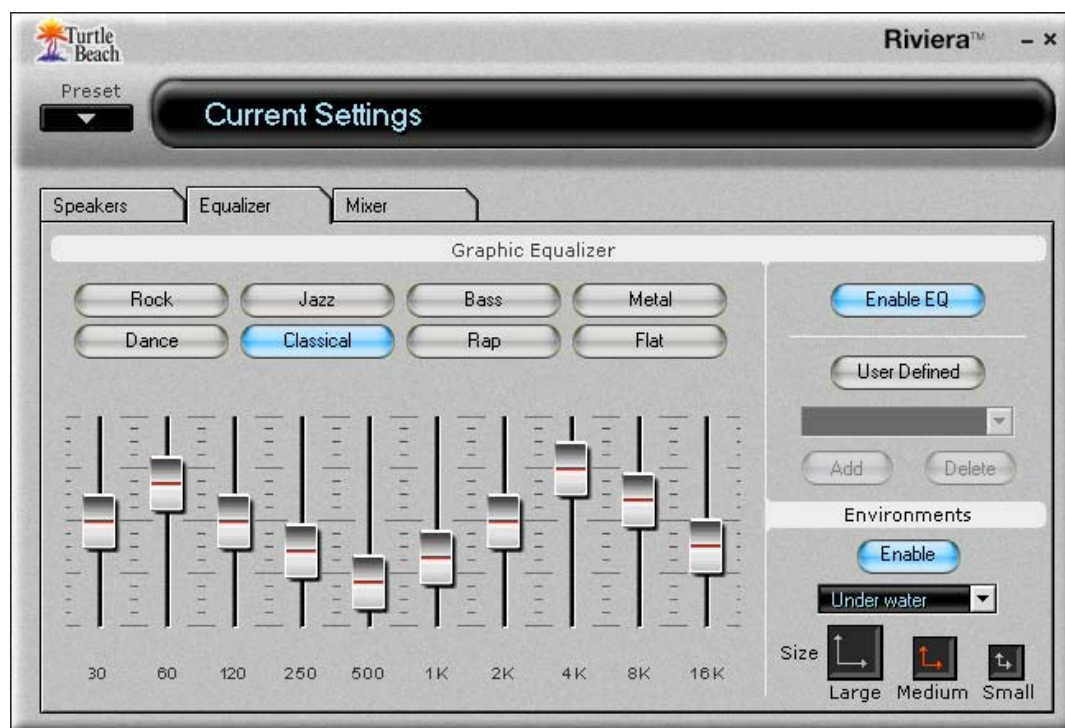 Turtle
Beach
Riviera™
Preset
Current Settings
Speakers Equalizer Mixer
Graphic Equalizer
Rock Jazz Bass Metal
Enable EQ
Dance Classical Rap Flat
User Defined
Add Delete
Environments
Enable
Under water
Size
Large Medium Small
30 60 120 250 500 1K 2K 4K 8K 16K